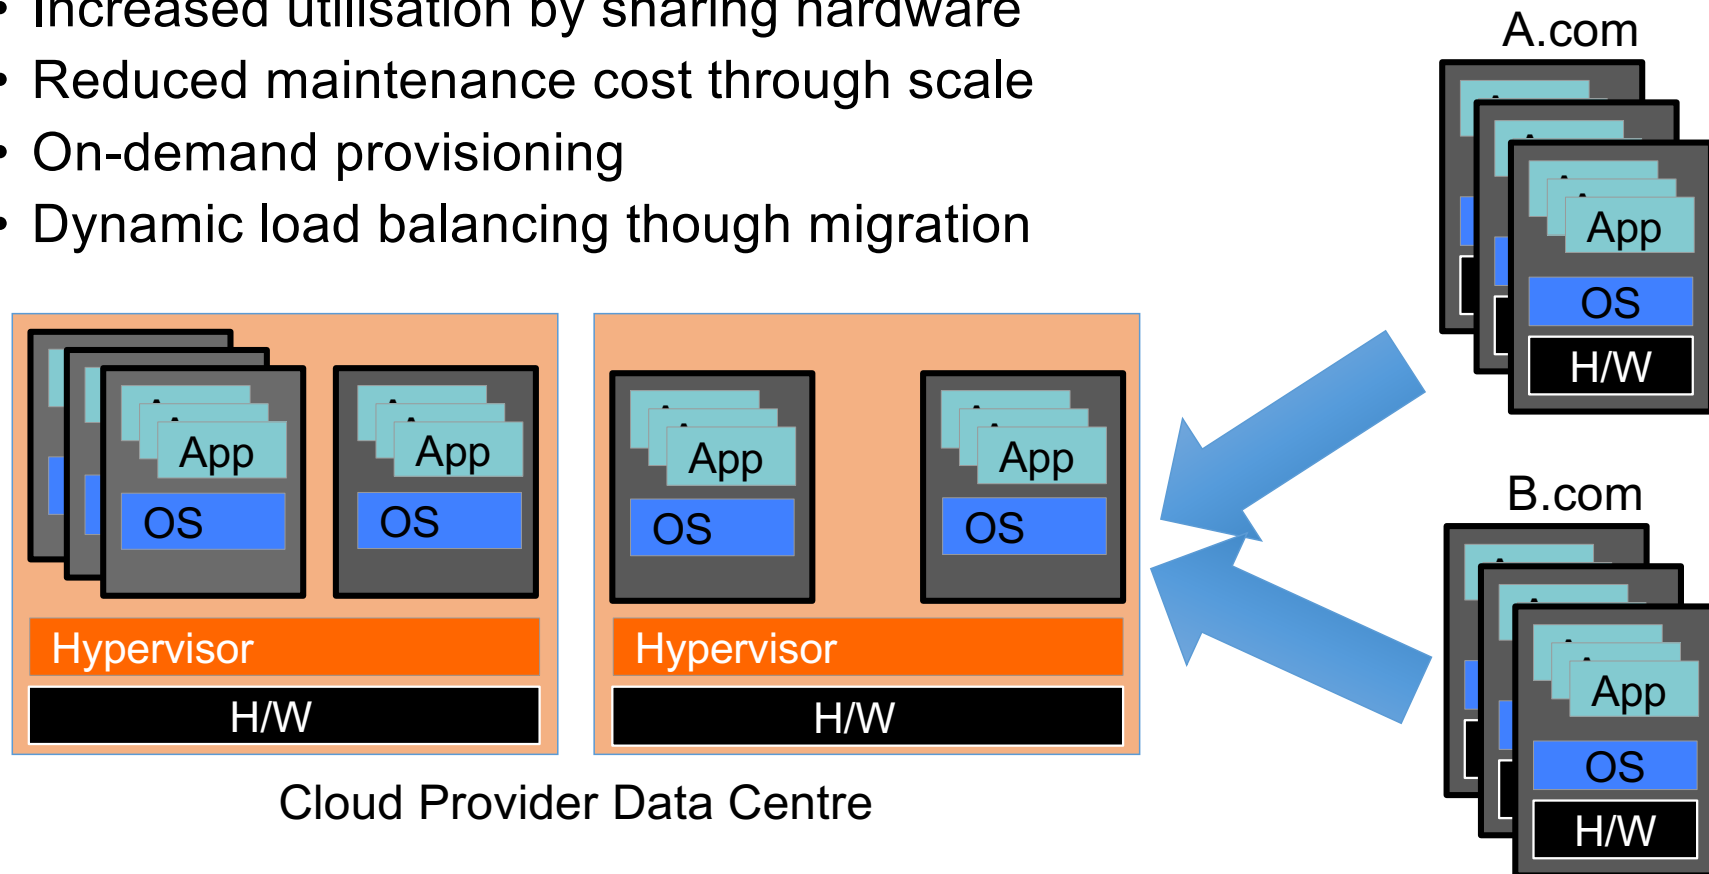 • Increased utilisation by sharing hardware
• Reduced maintenance cost through scale
• On-demand provisioning
• Dynamic load balancing though migration
A.com
App
OS
H/W
B.com
App
OS
H/W
App
OS
App
OS
Hypervisor
H/W
App
OS
App
OS
Hypervisor
H/W
Cloud Provider Data Centre